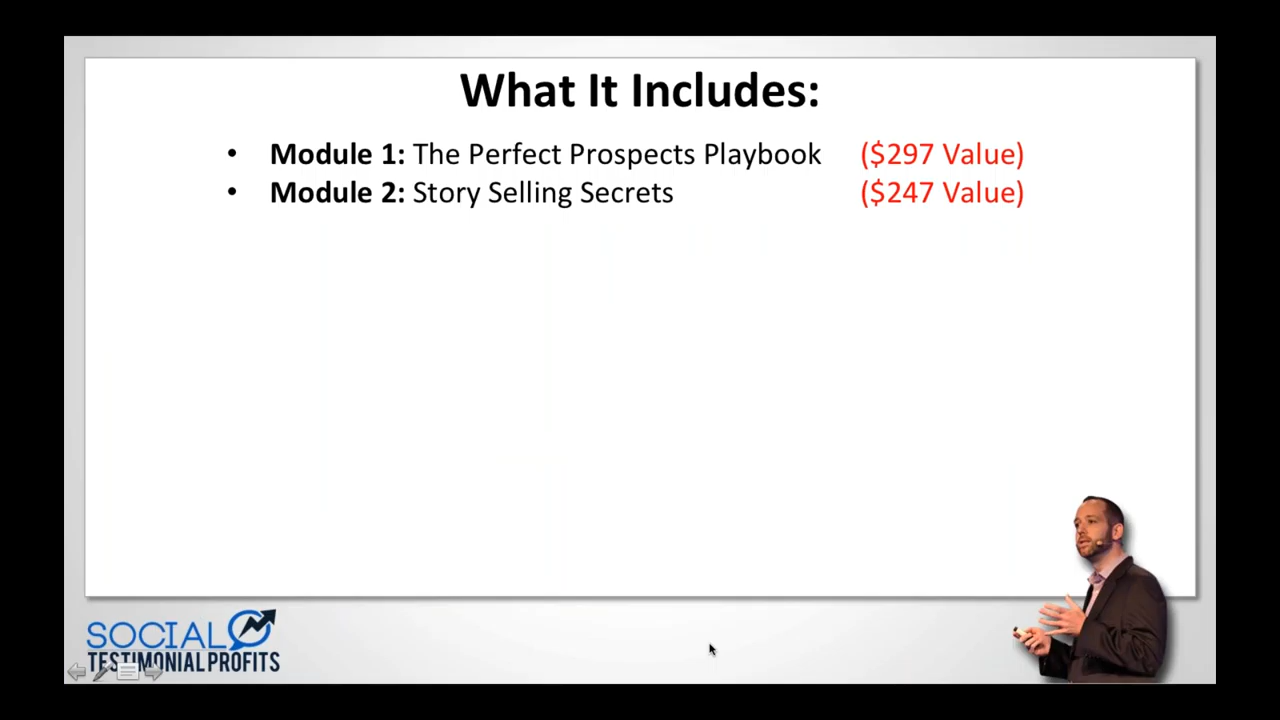 What It Includes:
• Module 1: The Perfect Prospects Playbook ($297 Value)
• Module 2: Story Selling Secrets ($247 Value)
SOCIAL
TESTIMONIAL PROFITS